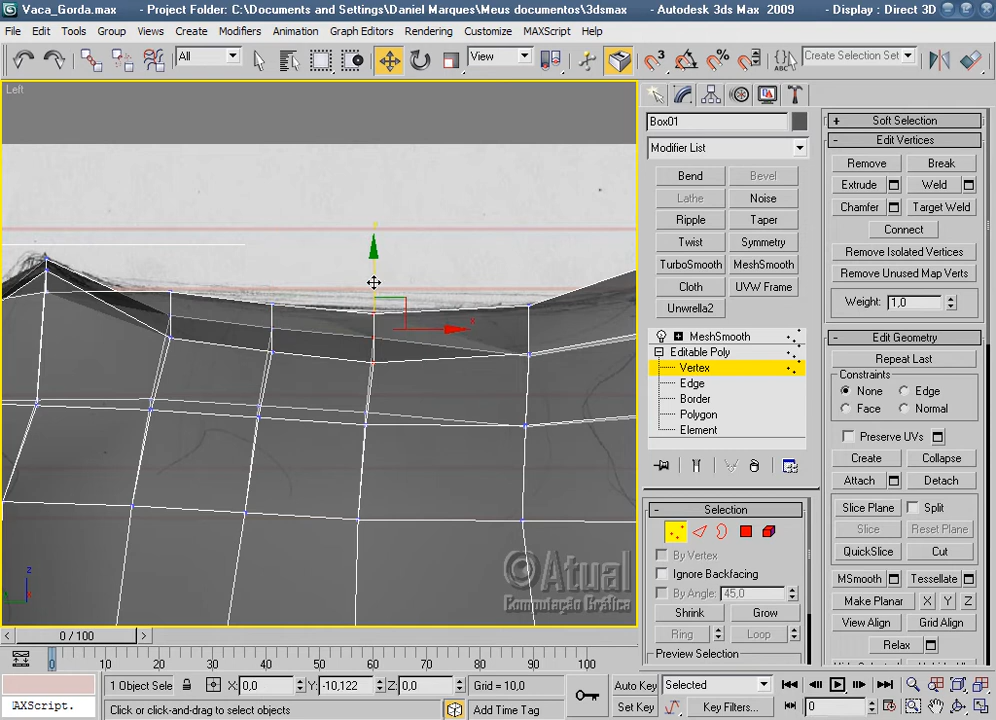 Vaca_Gorda.max - Project Folder: C:\Documents and Settings\Daniel Marques\Meus documentos\3dsmax - Autodesk 3ds Max 2009 - Display : Direct 3D
File Edit Tools Group Views Create Modifiers Animation Graph Editors Rendering Customize MAXScript Help
All View Create Selection Set
Left
Box01
Modifier List
Bend Bevel
Lathe Noise
Ripple Taper
Twist Symmetry
TurboSmooth MeshSmooth
Cloth UVW Frame
Unwrella2
MeshSmooth
Editable Poly
Vertex
Edge
Border
Polygon
Element
- Selection
By Vertex
Ignore Backfacing
By Angle: 45,0
Shrink Grow
Ring Loop
Preview Selection
+ Soft Selection
- Edit Vertices
Remove Break
Extrude Weld
Chamfer Target Weld
Connect
Remove Isolated Vertices
Remove Unused Map Verts
Weight: 1,0
- Edit Geometry
Repeat Last
Constraints
None Edge
Face Normal
Preserve UVs
Create Collapse
Attach Detach
Slice Plane Split
Slice Reset Plane
QuickSlice Cut
MSmooth Tessellate
Make Planar X Y Z
View Align Grid Align
Relax
x
z
©Atual
Computação Gráfica
< 0 / 100 >
0 10 20 30 40 50 60 70 80 90 100
1 Object Sele X: 0,0 Y: -10,122 Z: 0,0 Grid = 10,0 Auto Key Selected
AXScript. Click or click-and-drag to select objects Add Time Tag Set Key Key Filters... 0